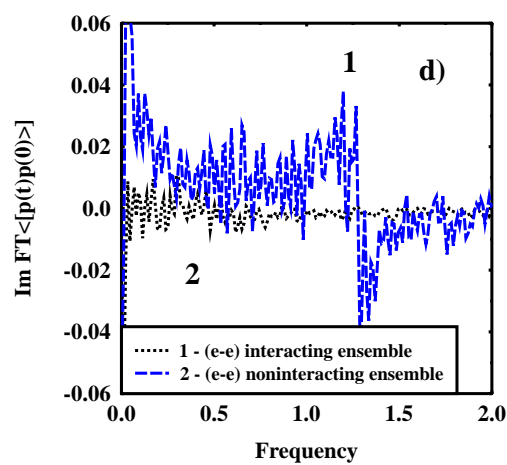 0.06
0.04
0.02
0.0
-0.02
-0.04
-0.06
Im FT<[p(t)p(0)>]
1
d)
2
1 - (e-e) interacting ensemble
2 - (e-e) noninteracting ensemble
0.0 0.5 1.0 1.5 2.0
Frequency